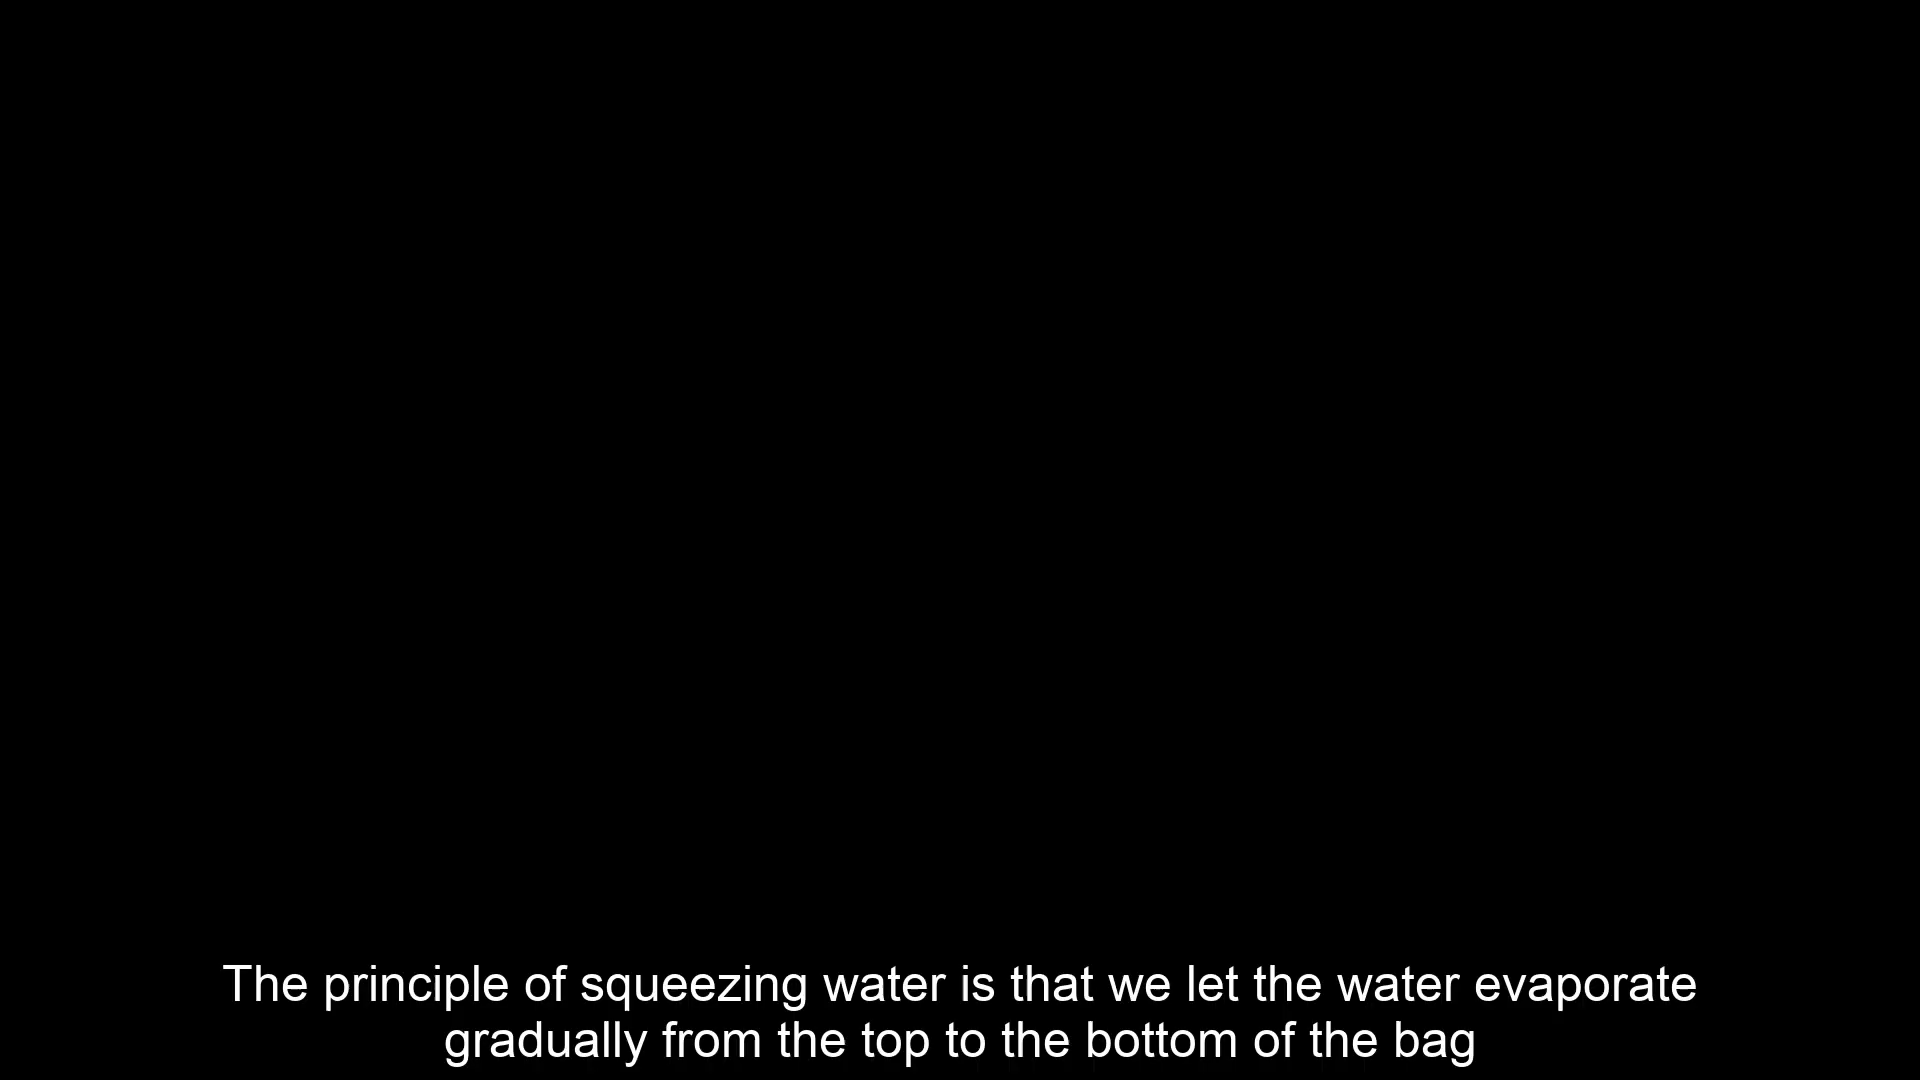 The principle of squeezing water is that we let the water evaporate
gradually from the top to the bottom of the bag